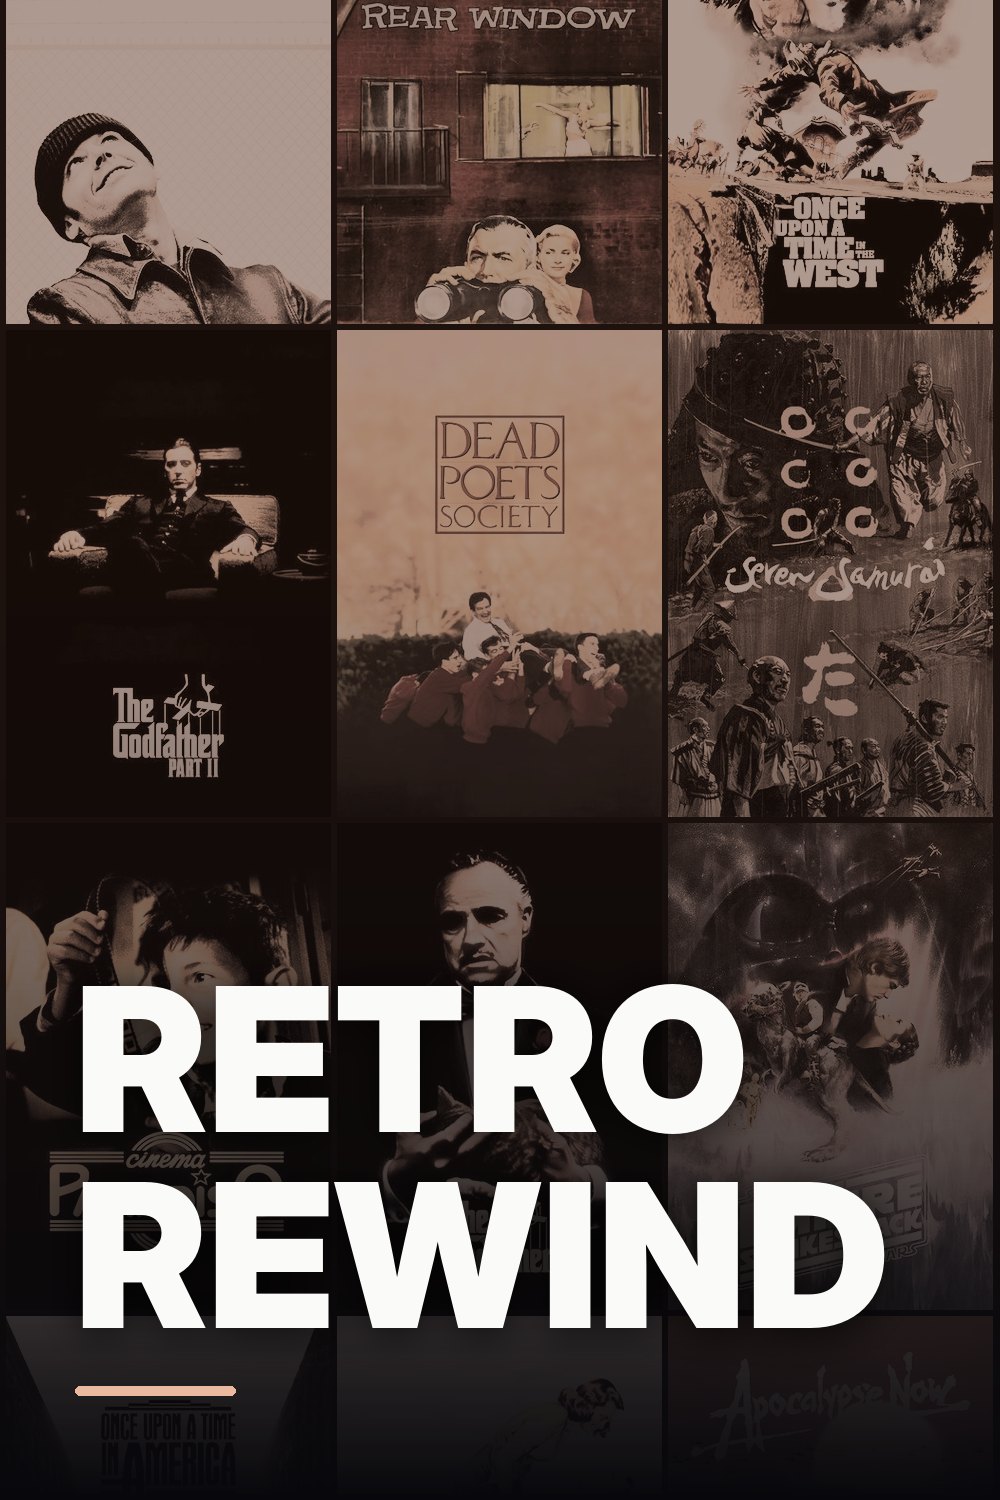 REAR WINDOW
ONCE
UPON A
TIME IN THE
WEST
DEAD
POETS
SOCIETY
Seven Samurai
た
The
Godfather
PART II
cinema
RETRO
REWIND
ONCE UPON A TIME
IN AMERICA
Apocalypse Now